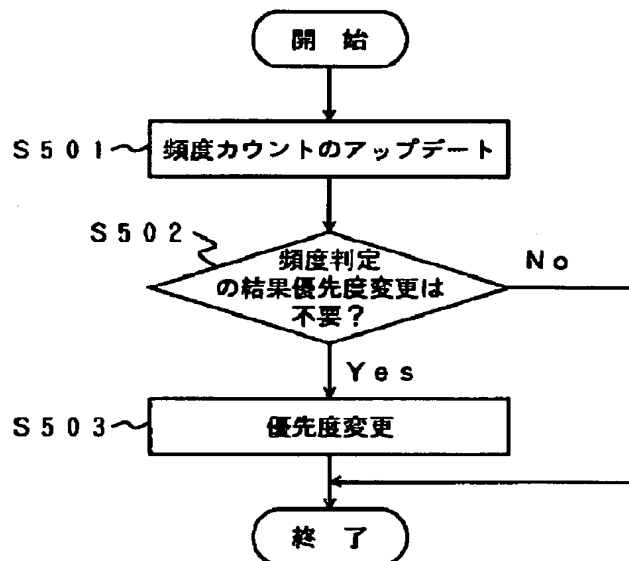 開 始
S501
頻度カウントのアップデート
S502
頻度判定
の結果優先度変更は
不要?
No
Yes
S503
優先度変更
終 了